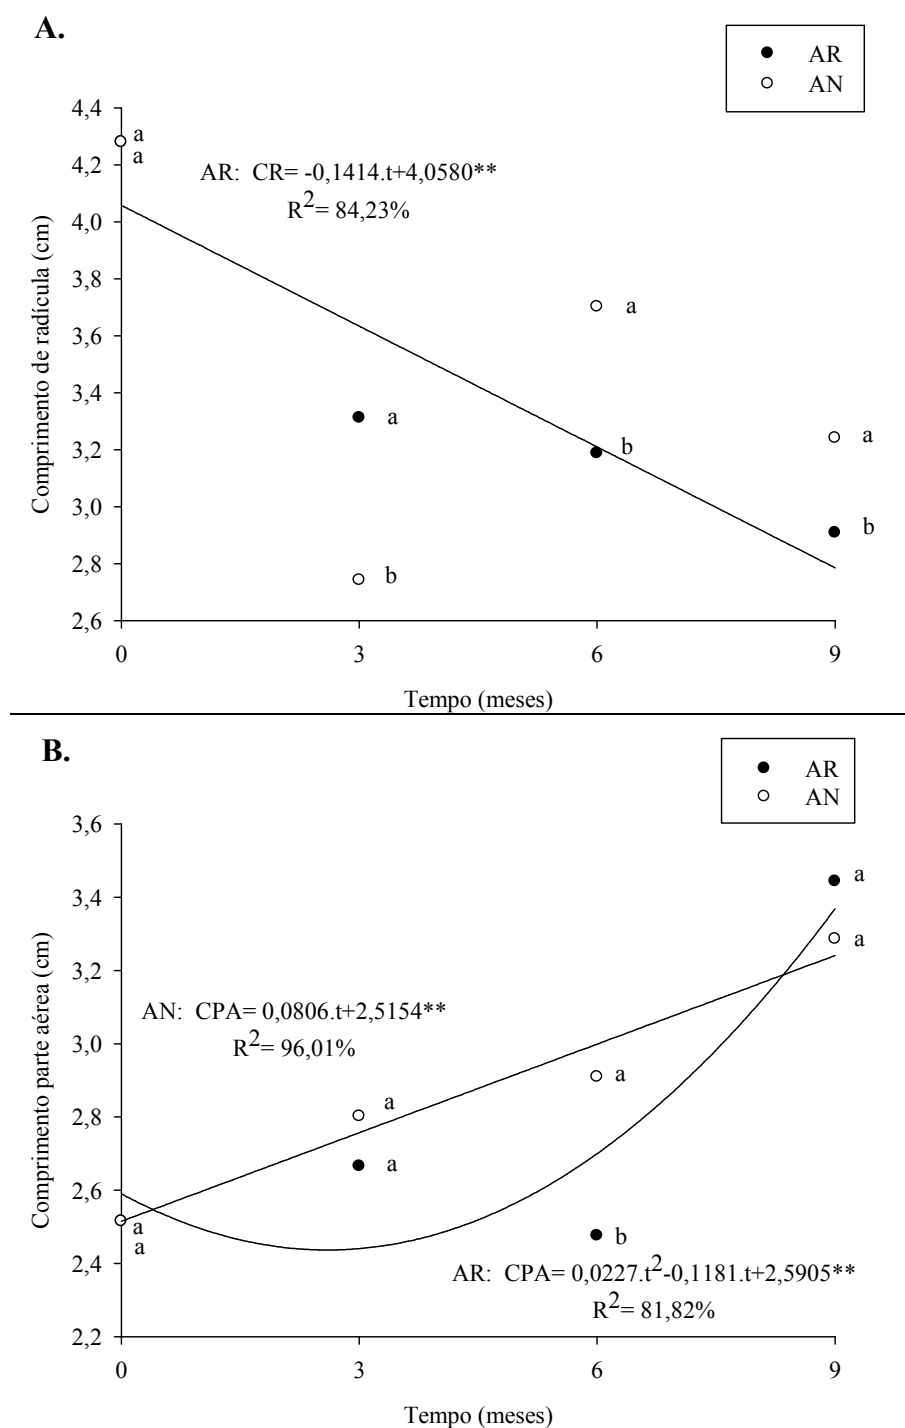 A.
AR
AN
4,4
4,2
4,0
3,8
3,6
3,4
3,2
3,0
2,8
2,6
Comprimento de radícula (cm)
a
a
AR: CR= -0,1414.t+4,0580**
R2= 84,23%
a
a
b
a
b
b
0
3
6
9
Tempo (meses)
B.
AR
AN
3,6
3,4
3,2
3,0
2,8
2,6
2,4
2,2
Comprimento parte aérea (cm)
a
a
AN: CPA= 0,0806.t+2,5154**
R2= 96,01%
a
a
a
a
a
b
AR: CPA= 0,0227.t2-0,1181.t+2,5905**
R2= 81,82%
0
3
6
9
Tempo (meses)